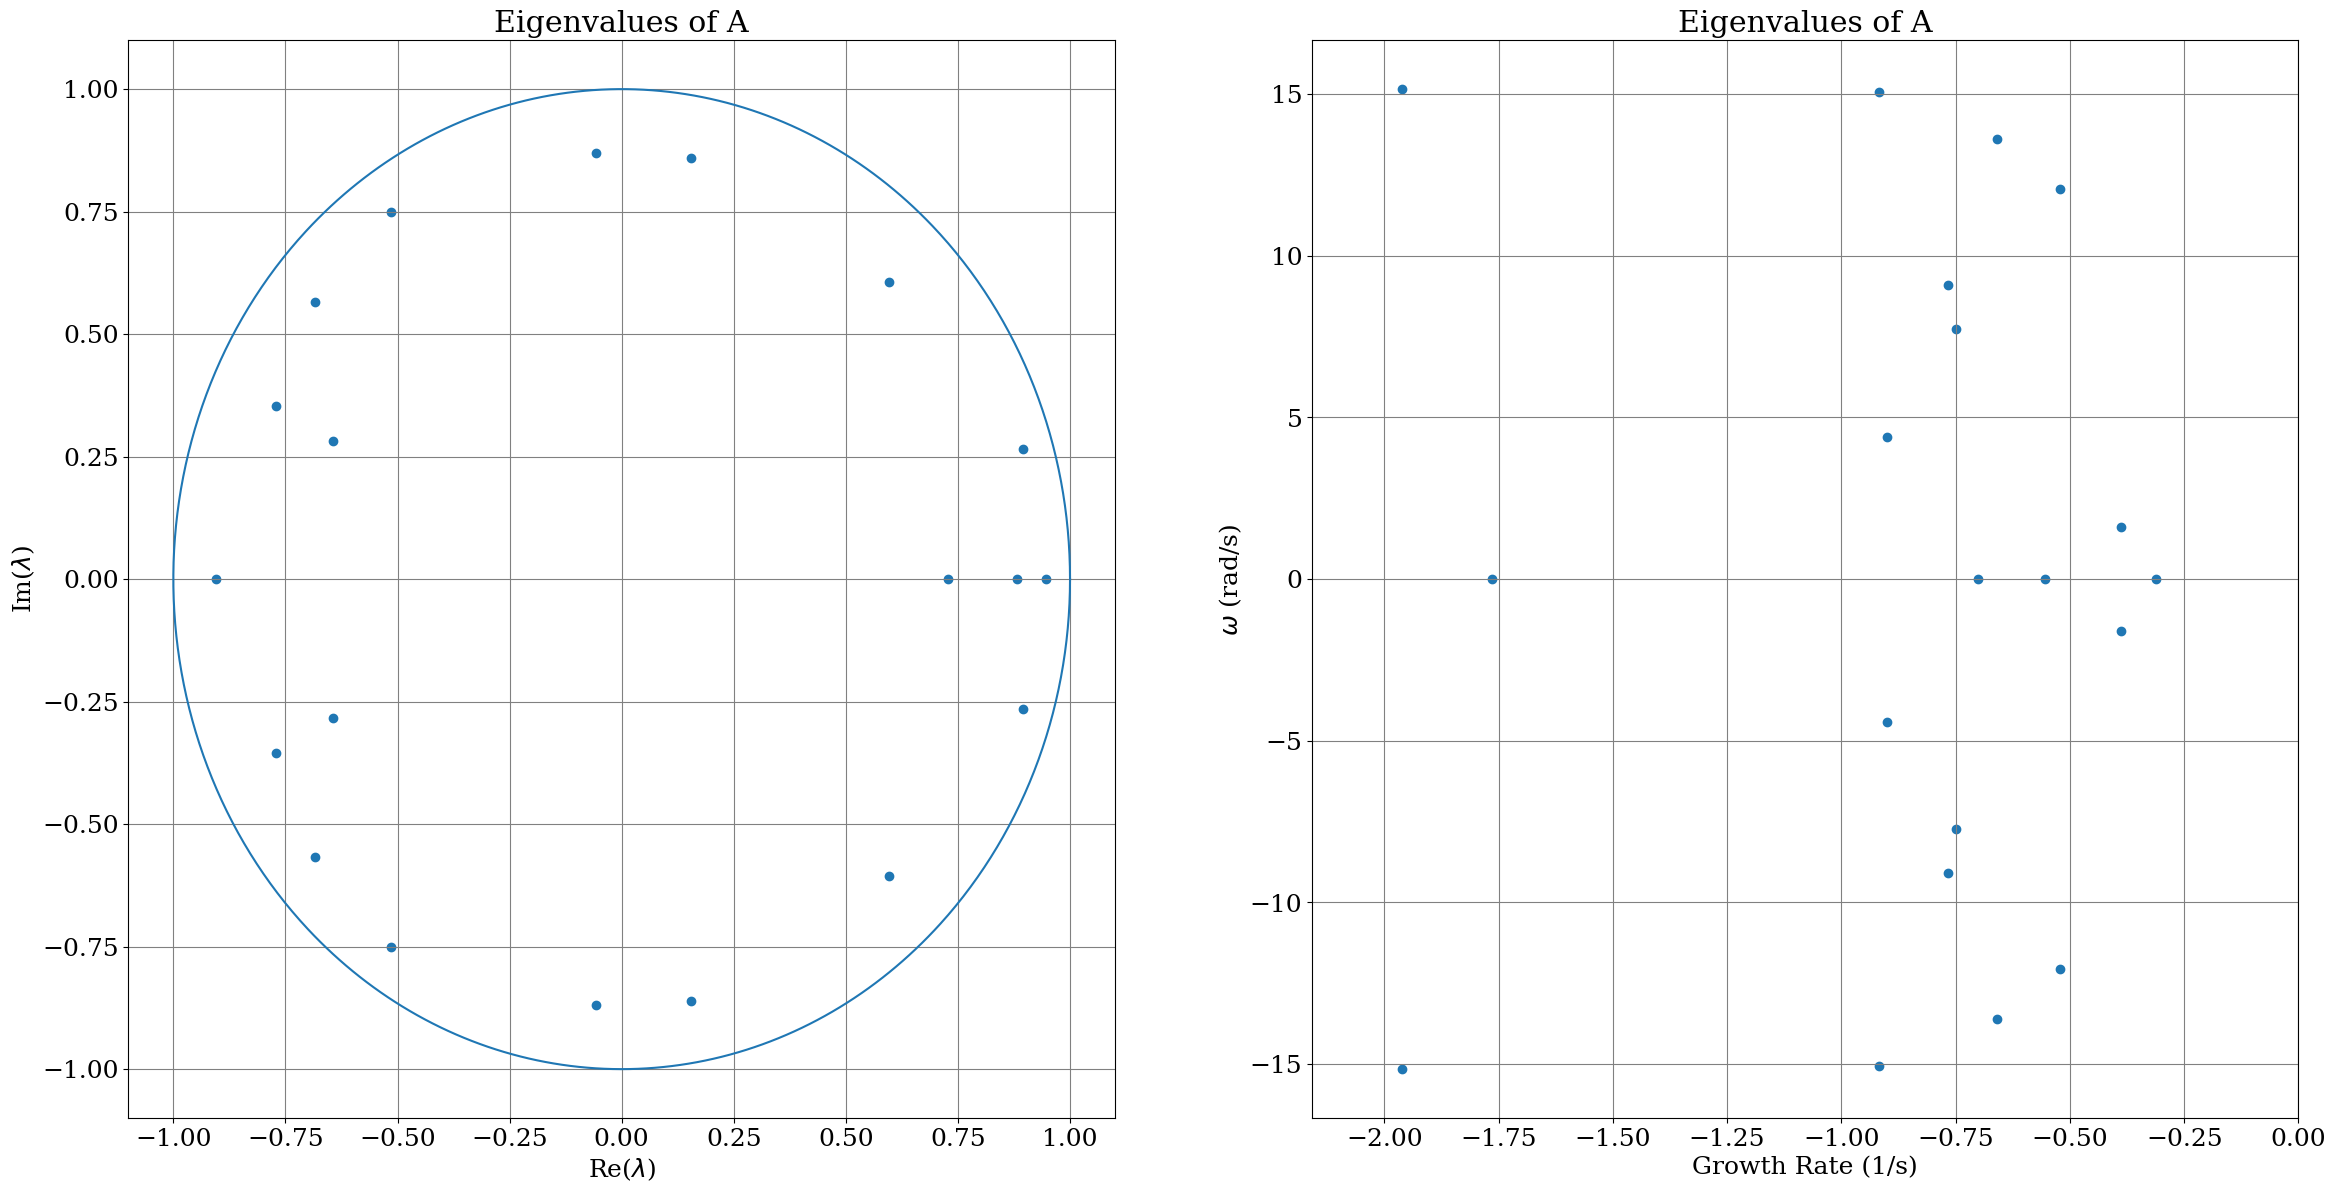 Eigenvalues of A
1.00
0.75
0.50
0.25
0.00
−0.25
−0.50
−0.75
−1.00
Im(λ)
−1.00 −0.75 −0.50 −0.25 0.00 0.25 0.50 0.75 1.00
Re(λ)
Eigenvalues of A
15
10
5
0
−5
−10
−15
ω (rad/s)
−2.00 −1.75 −1.50 −1.25 −1.00 −0.75 −0.50 −0.25 0.00
Growth Rate (1/s)